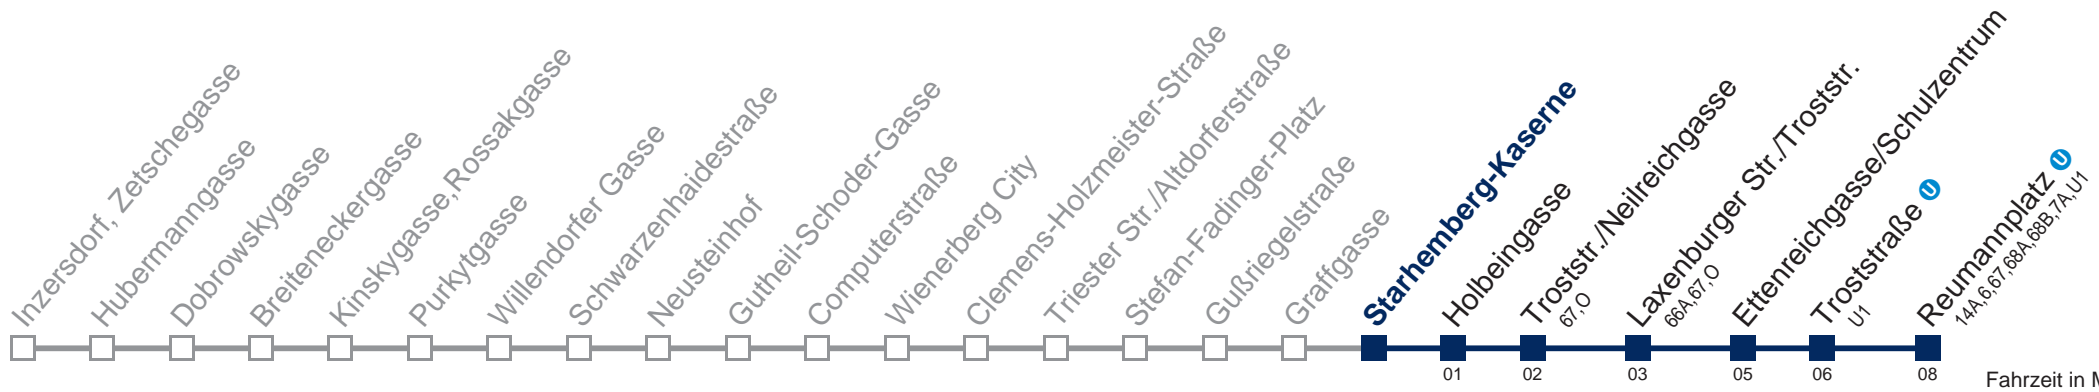 Inzersdorf, Zetschegasse
Hubermanngasse
Dobrowskygasse
Breiteneckergasse
Kinskygasse,Rossakgasse
Purkytgasse
Willendorfer Gasse
Schwarzenhaidestraße
Neusteinhof
Gutheil-Schoder-Gasse
Computerstraße
Wienerberg City
Clemens-Holzmeister-Straße
Triester Str./Altdorferstraße
Stefan-Fadinger-Platz
Gußriegelstraße
Graffgasse
Starhemberg-Kaserne
Holbeingasse
Troststr./Neilreichgasse
67,O
Laxenburger Str./Troststr.
66A,67,O
Ettenreichgasse/Schulzentrum
Troststraße U
U1
Reumannplatz U
14A,6,67,68A,68B,7A,U1
01 02 03 05 06 08
Fahrzeit in M